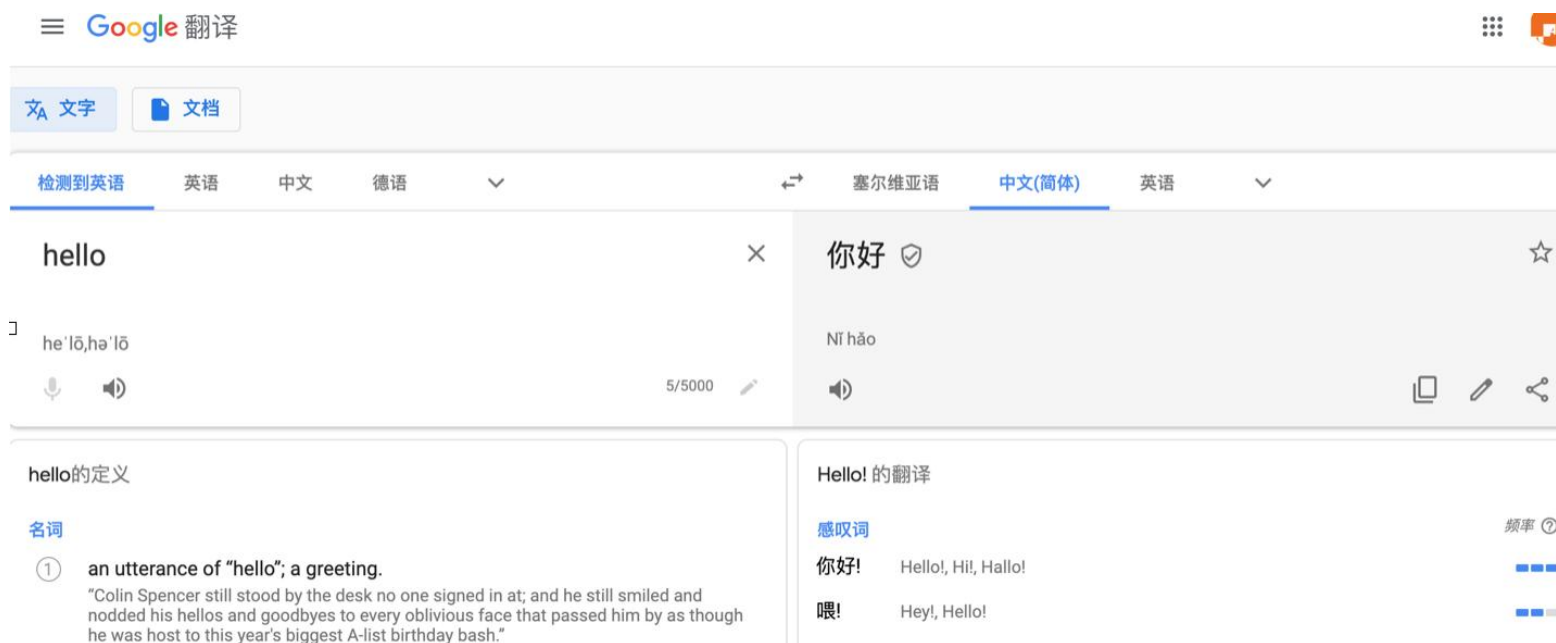 Google 翻译
文字 文档
检测到英语 英语 中文 德语 塞尔维亚语 中文(简体) 英语
hello
你好
heˈlō,həˈlō
Nǐ hǎo
5/5000
hello的定义
名词
1 an utterance of “hello”; a greeting.
“Colin Spencer still stood by the desk no one signed in at; and he still smiled and
nodded his hellos and goodbyes to every oblivious face that passed him by as though
he was host to this year's biggest A-list birthday bash.”
Hello! 的翻译
感叹词 频率
你好! Hello!, Hi!, Hallo!
喂! Hey!, Hello!